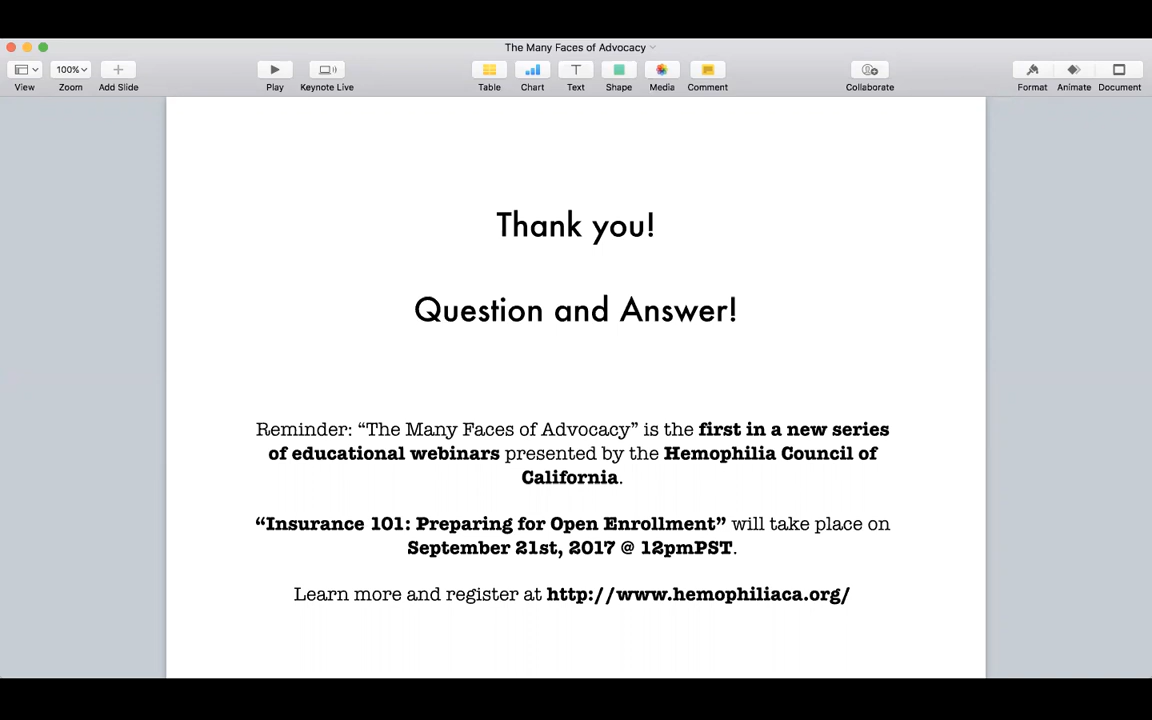 The Many Faces of Advocacy
100%
View
Zoom
Add Slide
Play
Keynote Live
Table
Chart
T
Text
Shape
Media
Comment
Collaborate
Format
Animate
Document
Thank you!
Question and Answer!
Reminder: “The Many Faces of Advocacy” is the first in a new series
of educational webinars presented by the Hemophilia Council of
California.
“Insurance 101: Preparing for Open Enrollment” will take place on
September 21st, 2017 @ 12pmPST.
Learn more and register at http://www.hemophiliaca.org/